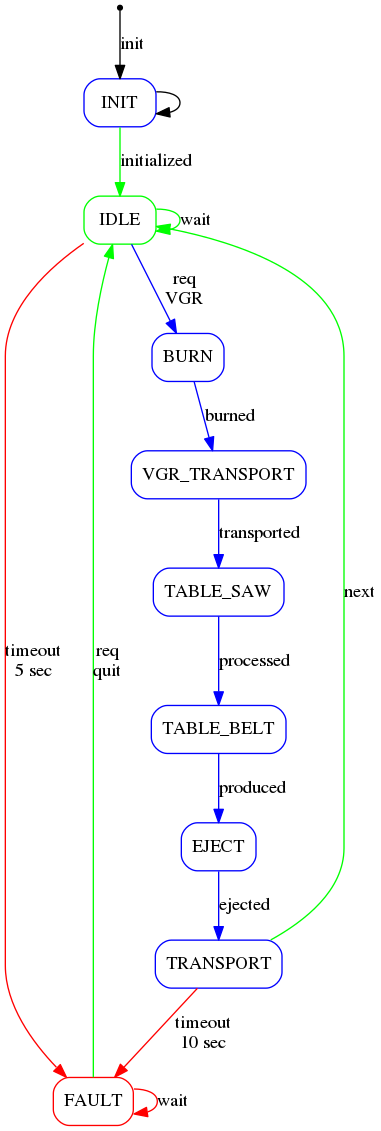 init
INIT
initialized
IDLE
wait
req
VGR
BURN
burned
VGR_TRANSPORT
transported
TABLE_SAW
next
timeout
5 sec
req
quit
processed
TABLE_BELT
produced
EJECT
ejected
TRANSPORT
timeout
10 sec
FAULT
wait